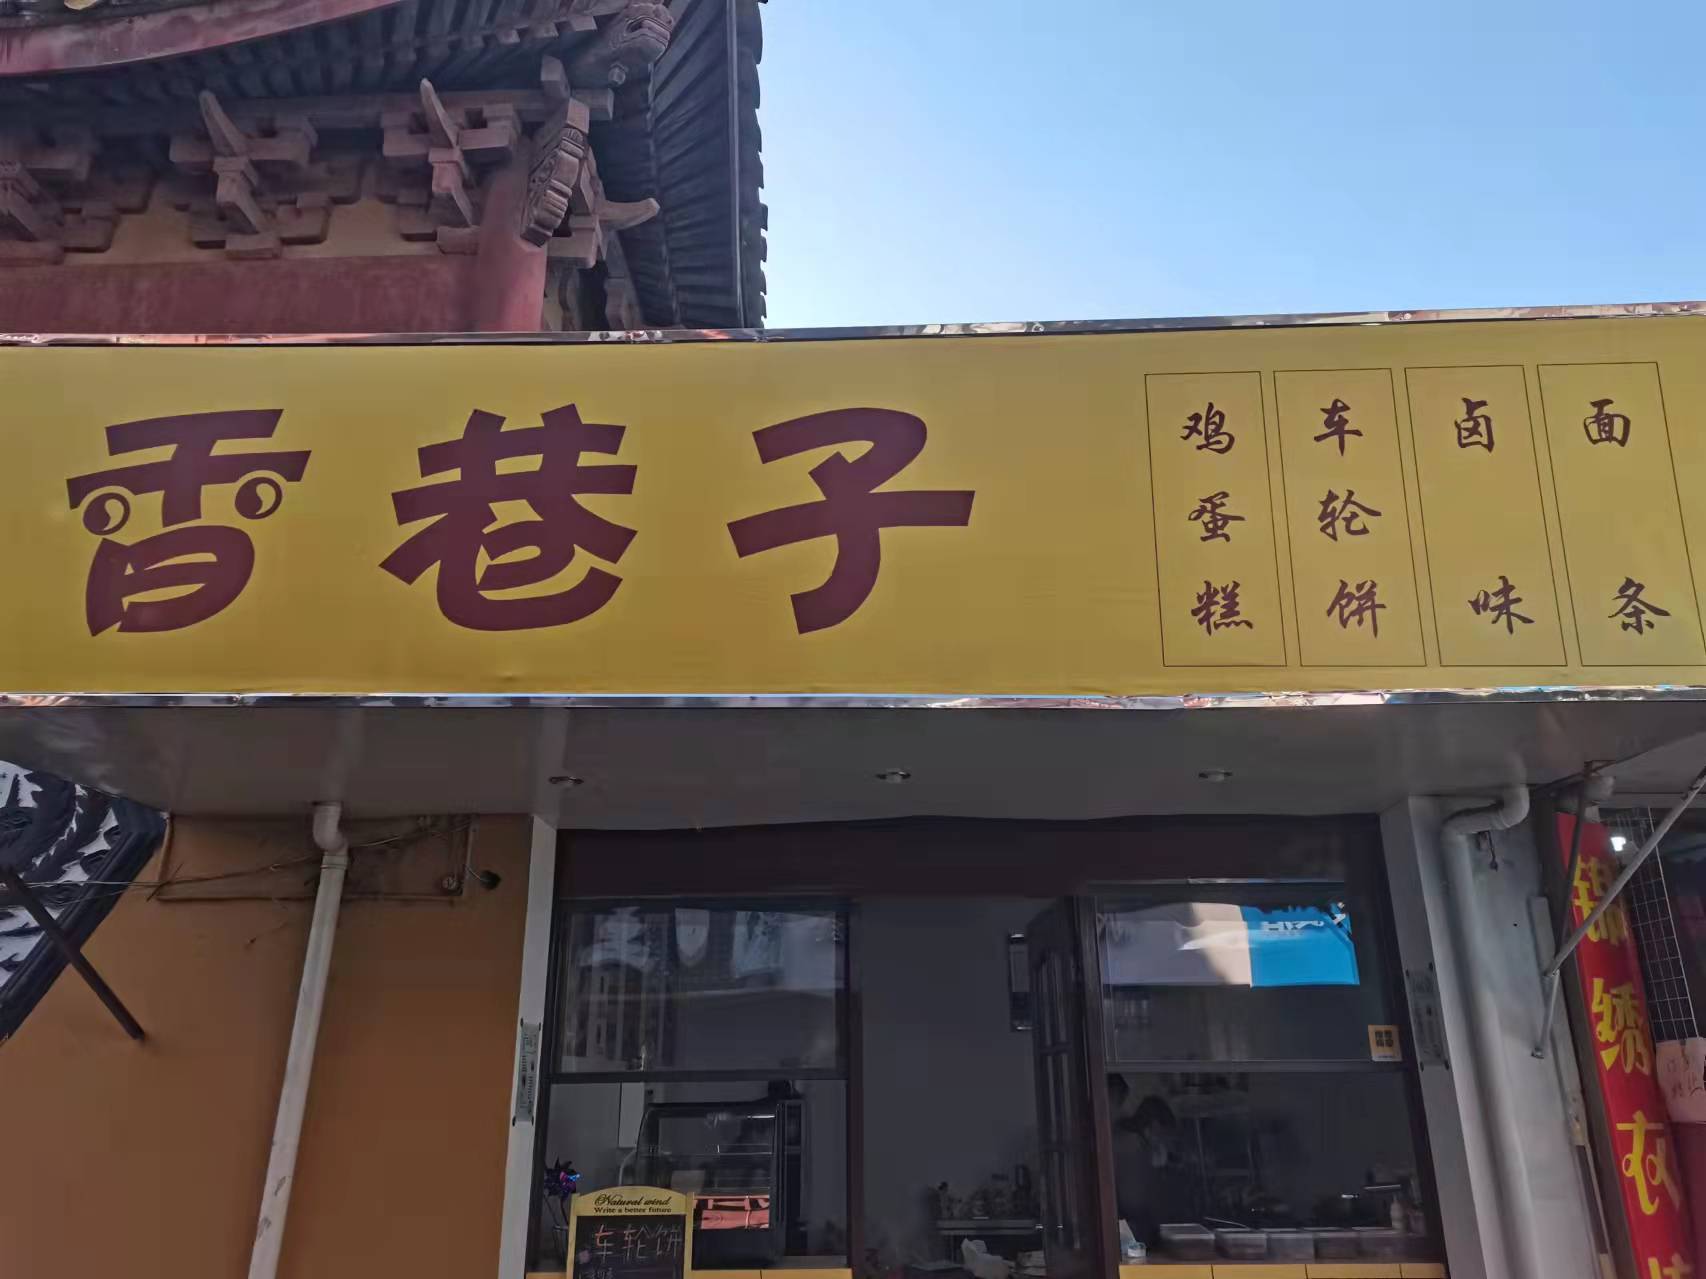 香巷子
鸡蛋糕
车轮饼
卤味
面条
Natural wind
Write a better future
车轮饼
锦绣衣